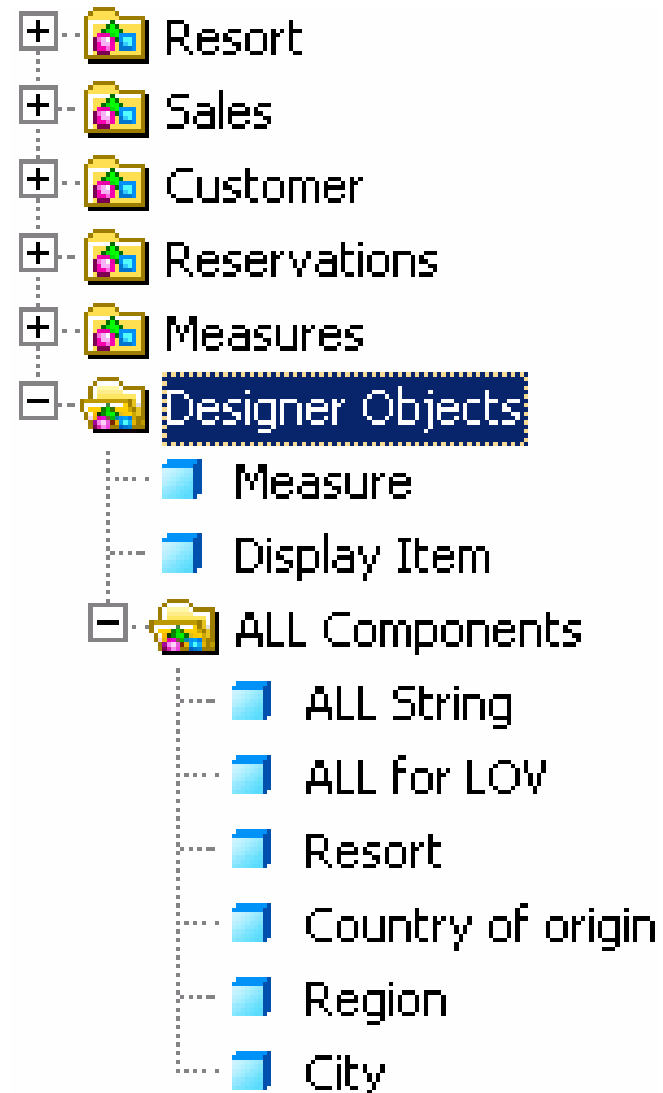 Resort
Sales
Customer
Reservations
Measures
Designer Objects
Measure
Display Item
ALL Components
ALL String
ALL for LOV
Resort
Country of origin
Region
City